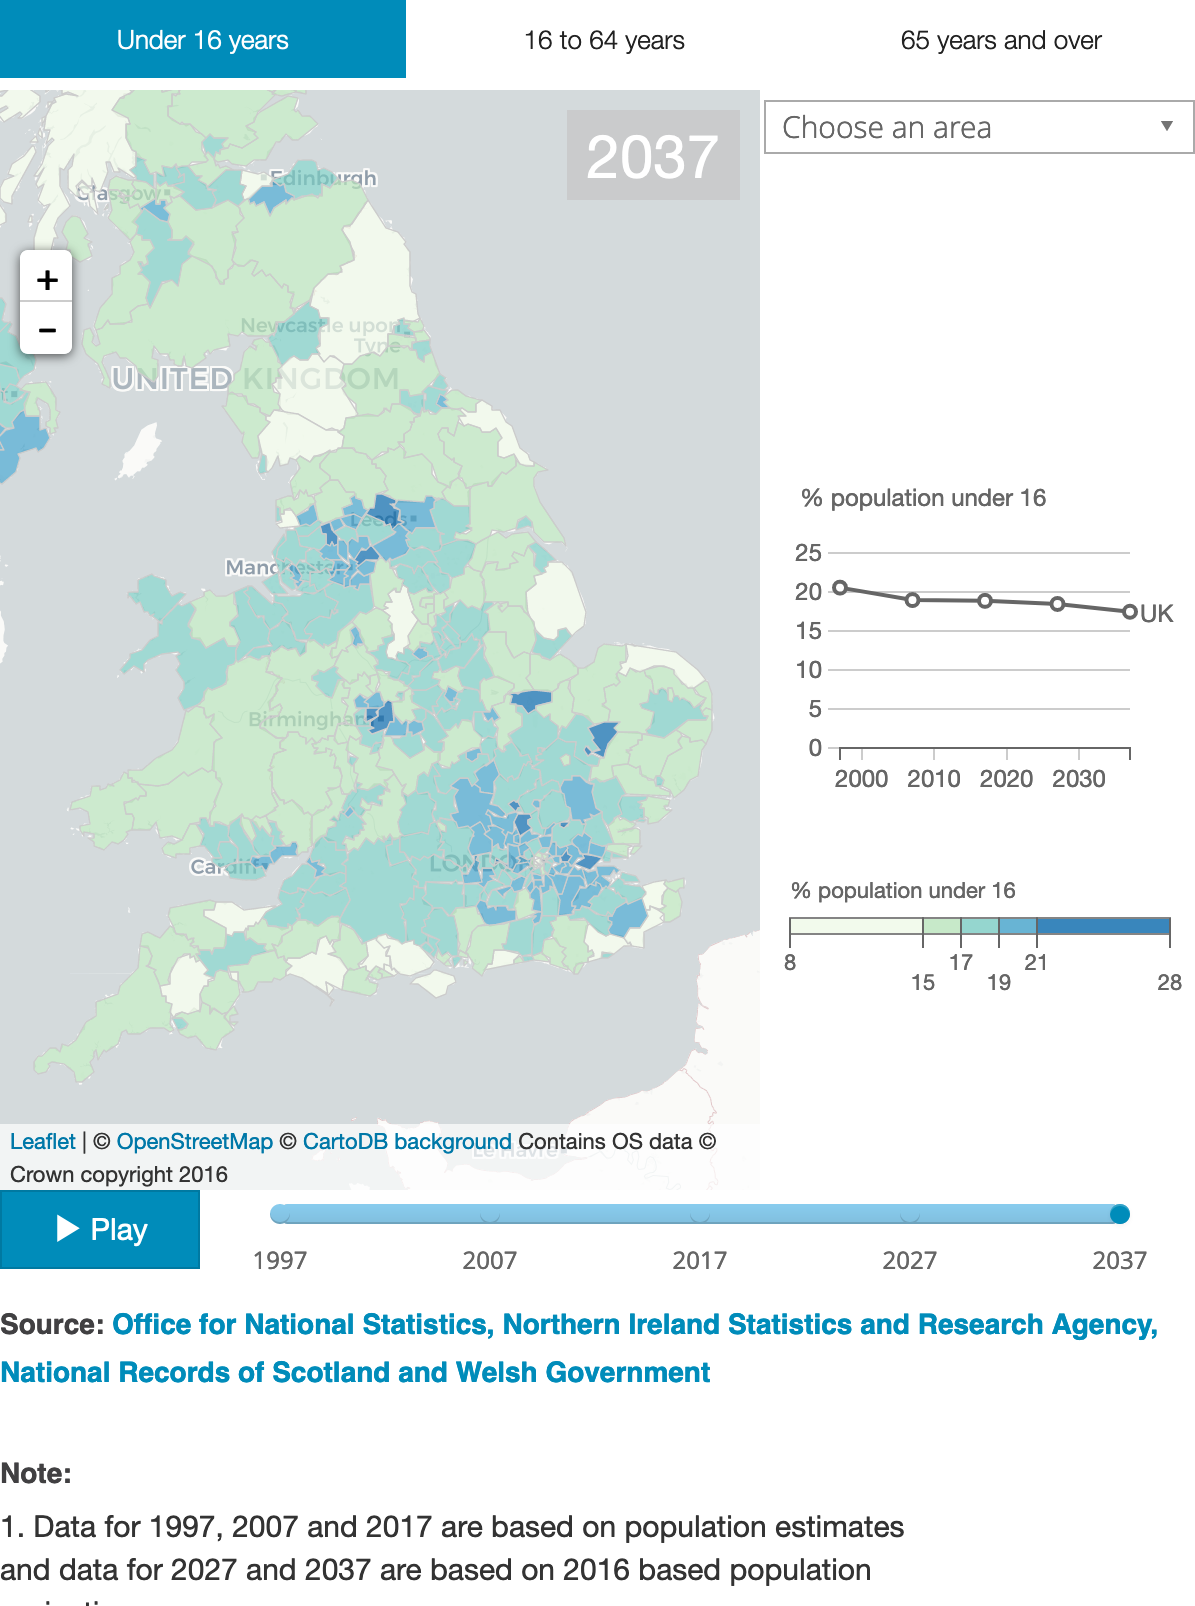 Under 16 years
16 to 64 years
65 years and over
2037
Choose an area
Edinburgh
Glasgow
+
−
Newcastle upon
Tyne
UNITED KINGDOM
Leeds
Manchester
Birmingham
Cardiff
LONDON
Le Havre
% population under 16
25
20
15
10
5
0
UK
2000 2010 2020 2030
% population under 16
8 15 17 19 21 28
Leaflet | © OpenStreetMap © CartoDB background Contains OS data ©
Crown copyright 2016
Play
1997 2007 2017 2027 2037
Source: Office for National Statistics, Northern Ireland Statistics and Research Agency,
National Records of Scotland and Welsh Government
Note:
1. Data for 1997, 2007 and 2017 are based on population estimates
and data for 2027 and 2037 are based on 2016 based population